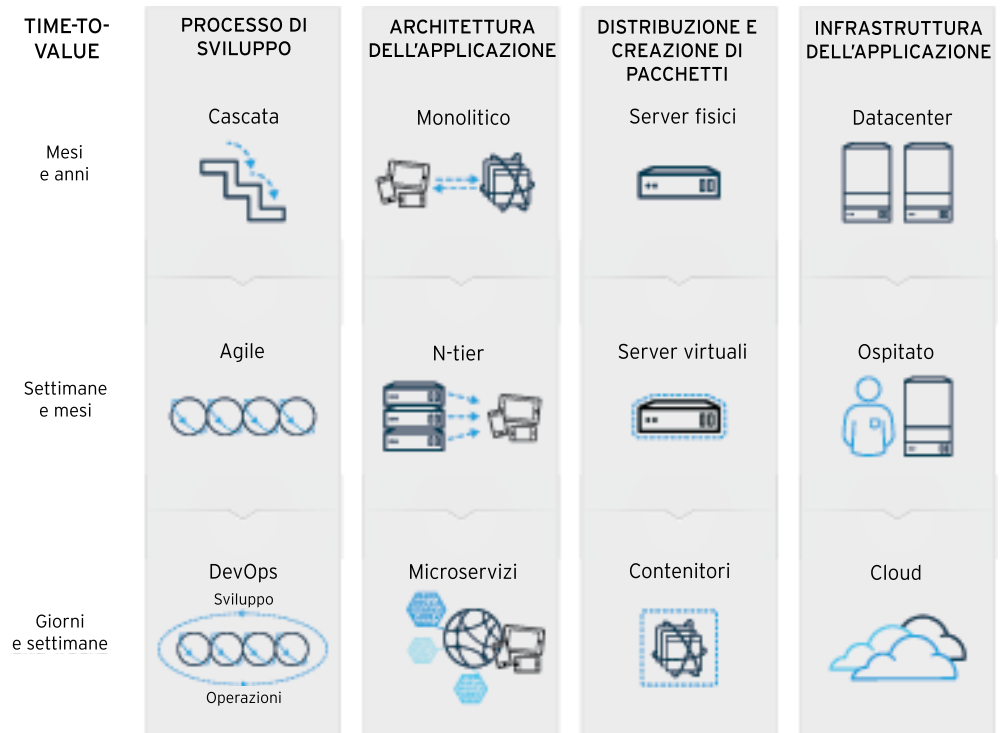 TIME-TO-
VALUE
PROCESSO DI
SVILUPPO
ARCHITETTURA
DELL'APPLICAZIONE
DISTRIBUZIONE E
CREAZIONE DI
PACCHETTI
INFRASTRUTTURA
DELL'APPLICAZIONE
Mesi
e anni
Cascata
Monolitico
Server fisici
Datacenter
Settimane
e mesi
Agile
N-tier
Server virtuali
Ospitato
Giorni
e settimane
DevOps
Sviluppo
Operazioni
Microservizi
Contenitori
Cloud